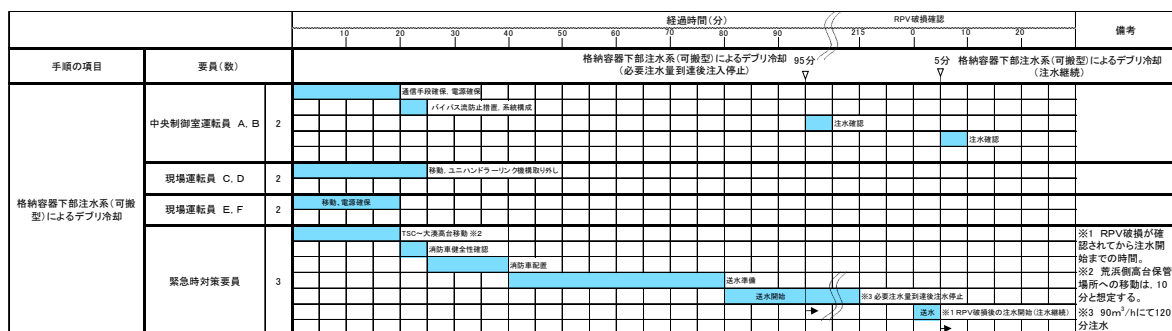 経過時間（分）
RPV破損確認
備考
10 20 30 40 50 60 70 80 90 215 0 10 20
手順の項目
要員（数）
格納容器下部注水系（可搬型）によるデブリ冷却
（必要注水量到達後注入停止）
95分
5分
格納容器下部注水系（可搬型）によるデブリ冷却
（注水継続）
格納容器下部注水系（可搬
型）によるデブリ冷却
中央制御室運転員 A，B
2
通信手段確保，電源確保
バイパス流防止措置，系統構成
注水確認
注水確認
現場運転員 C，D
2
移動，ユニハンドラーリンク機構取り外し
現場運転員 E，F
2
移動、電源確保
緊急時対策要員
3
TSC～大湊高台移動 ※2
消防車健全性確認
消防車配置
送水準備
送水開始
※3 必要注水量到達後注水停止
送水
※1 RPV破損後の注水開始（注水継続）
※1 RPV破損が確
認されてから注水開
始までの時間。
※2 荒浜側高台保管
場所への移動は，10
分と想定する。
※3 90m³/hにて120
分注水